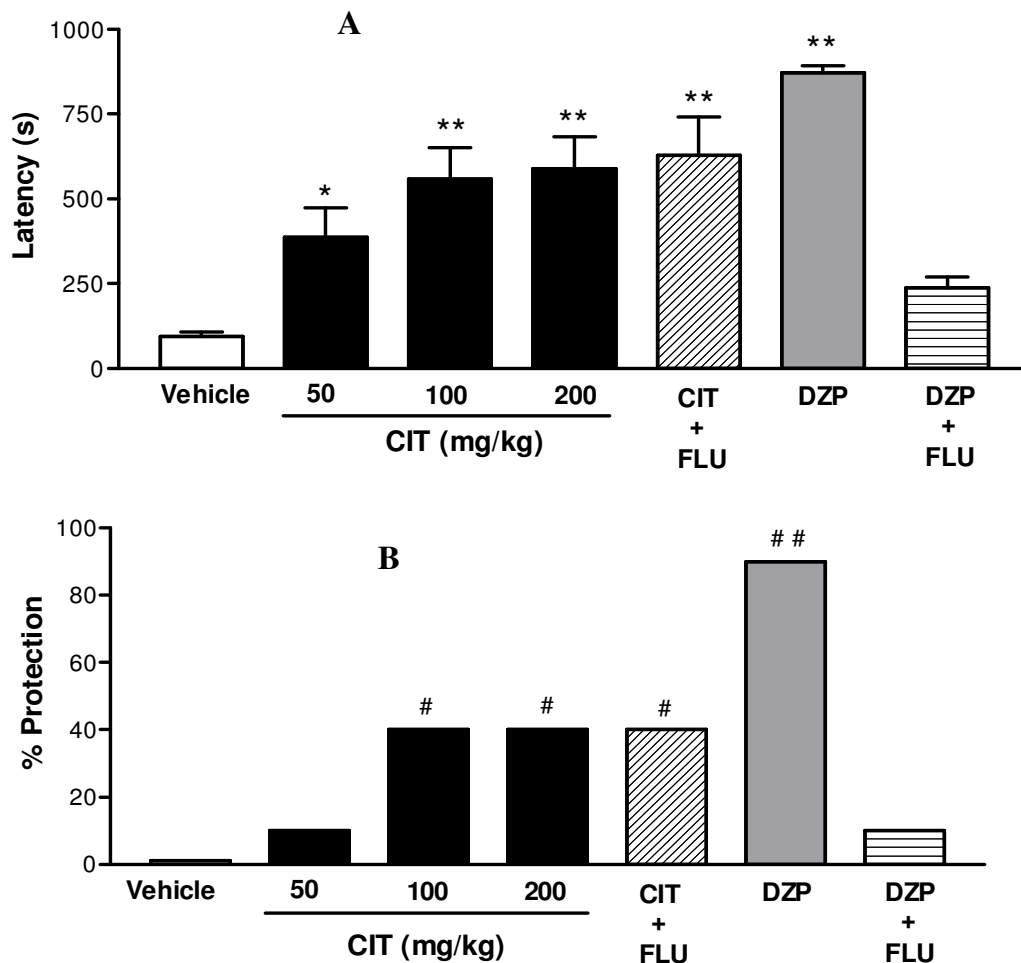 A
Latency (s)
1000
750
500
250
0
*
**
**
**
**
Vehicle
50
100
200
CIT (mg/kg)
CIT
+
FLU
DZP
DZP
+
FLU
B
% Protection
100
80
60
40
20
0
#
#
#
# #
Vehicle
50
100
200
CIT (mg/kg)
CIT
+
FLU
DZP
DZP
+
FLU